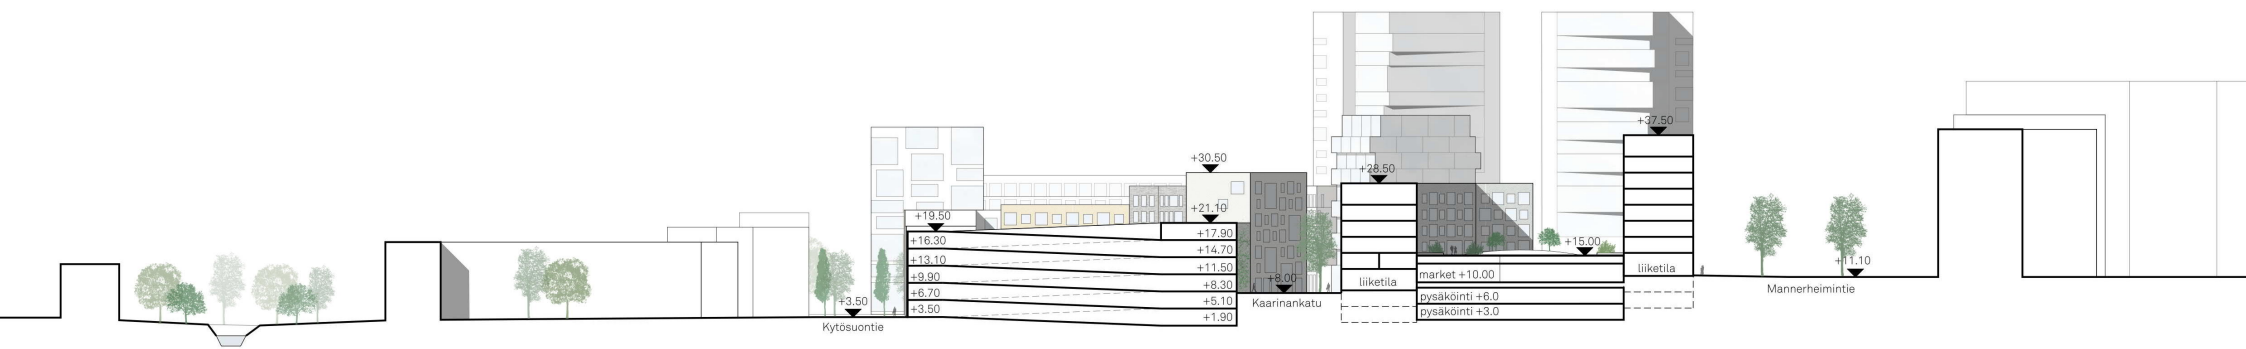 +37.50
+30.50
+28.50
+21.10
+19.50
+17.90
+16.30
+14.70
+15.00
+13.10
+11.50
+11.10
+9.90
+8.30
+8.00
market +10.00
liiketila
liiketila
+6.70
+5.10
+3.50
+3.50
+1.90
pysäköinti +6.0
pysäköinti +3.0
Kytösuontie
Kaarinankatu
Mannerheimintie